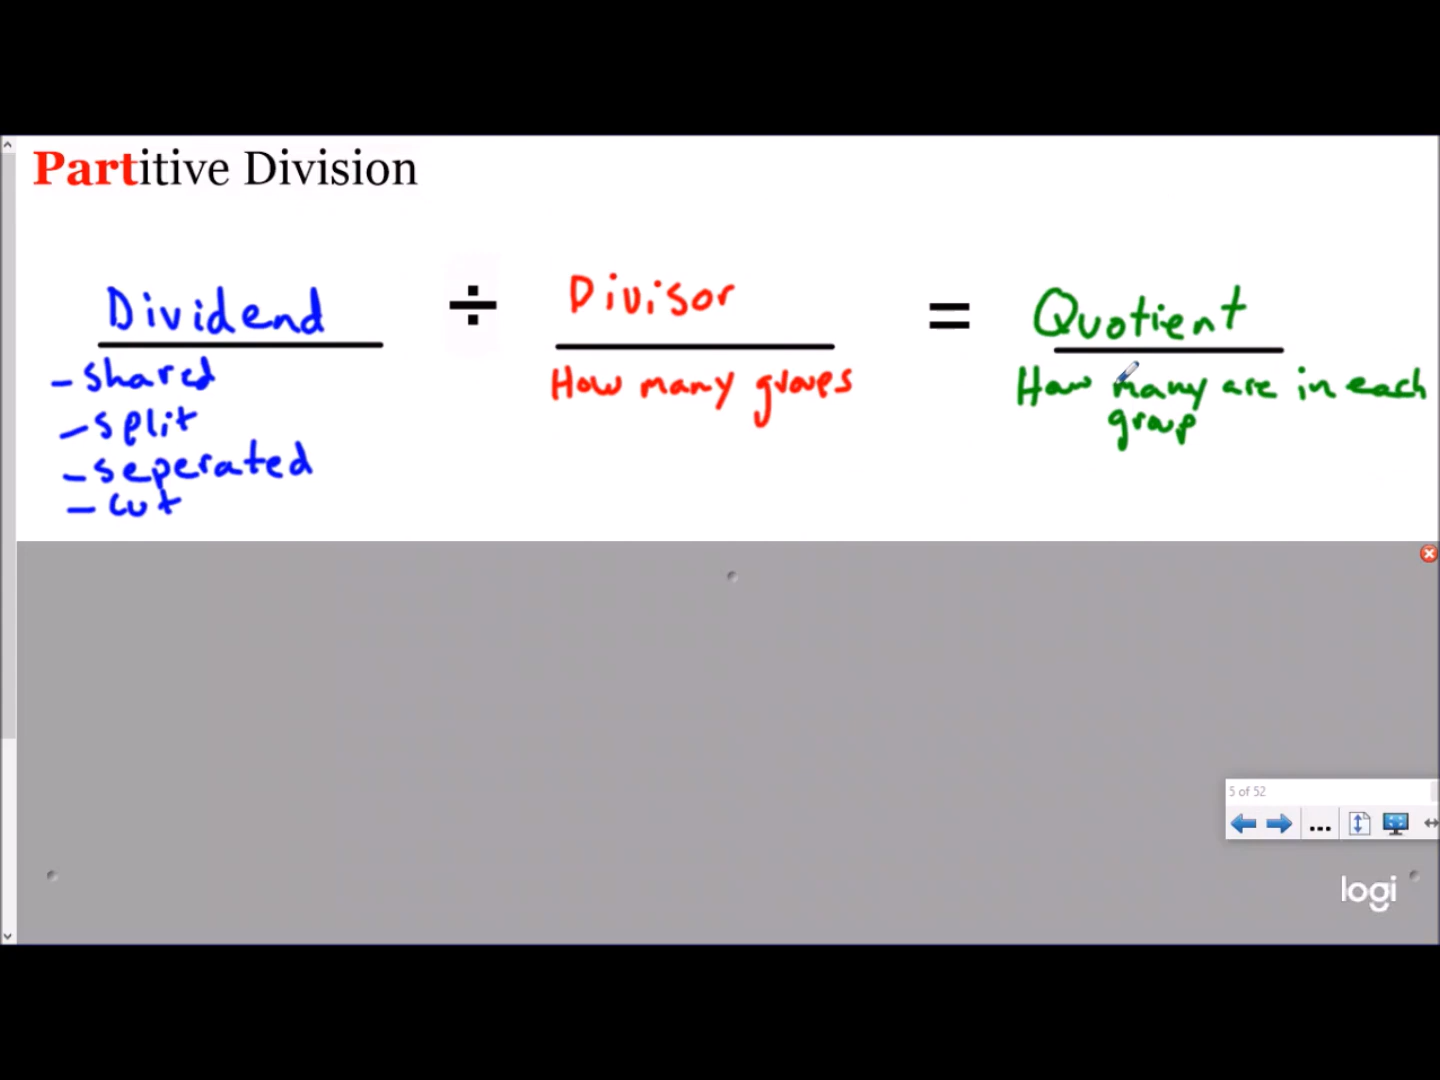 Partitive Division
Dividend ÷ Divisor = Quotient
- shared
- split
- seperated
- cut
How many groups
How many are in each
group
5 of 52
...
logi